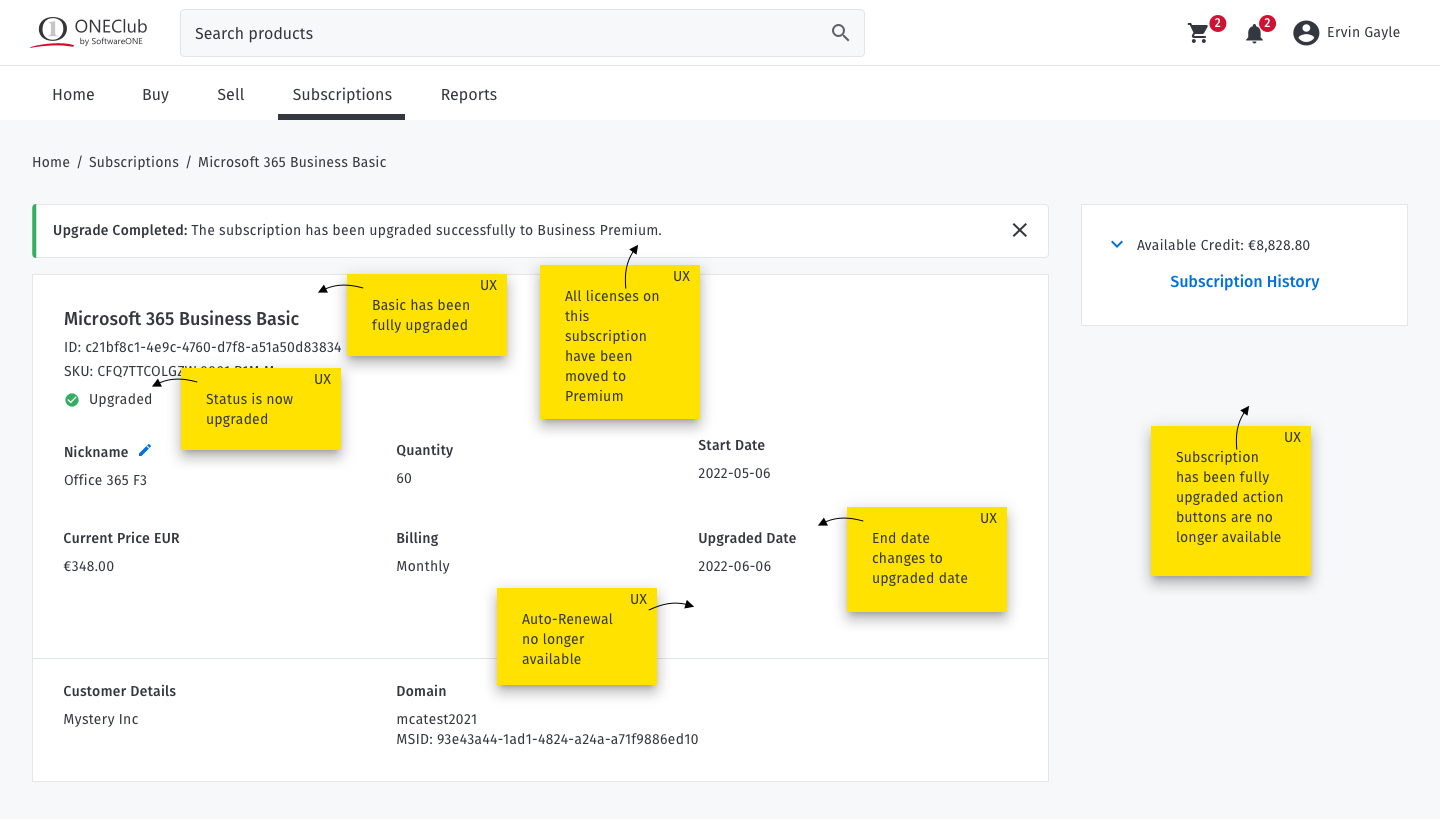 ONEClub
by SoftwareONE
Search products
2
2
Ervin Gayle
Home
Buy
Sell
Subscriptions
Reports
Home / Subscriptions / Microsoft 365 Business Basic
Upgrade Completed: The subscription has been upgraded successfully to Business Premium.
Available Credit: €8,828.80
Subscription History
UX
Basic has been
fully upgraded
UX
All licenses on
this
subscription
have been
moved to
Premium
Microsoft 365 Business Basic
ID: c21bf8c1-4e9c-4760-d7f8-a51a50d83834
SKU:
UX
Status is now
upgraded
Upgraded
Nickname
Office 365 F3
Quantity
60
Start Date
2022-05-06
UX
Subscription
has been fully
upgraded action
buttons are no
longer available
Current Price EUR
€348.00
Billing
Monthly
Upgraded Date
2022-06-06
UX
End date
changes to
upgraded date
UX
Auto-Renewal
no longer
available
Customer Details
Mystery Inc
Domain
mcatest2021
MSID: 93e43a44-1ad1-4824-a24a-a71f9886ed10